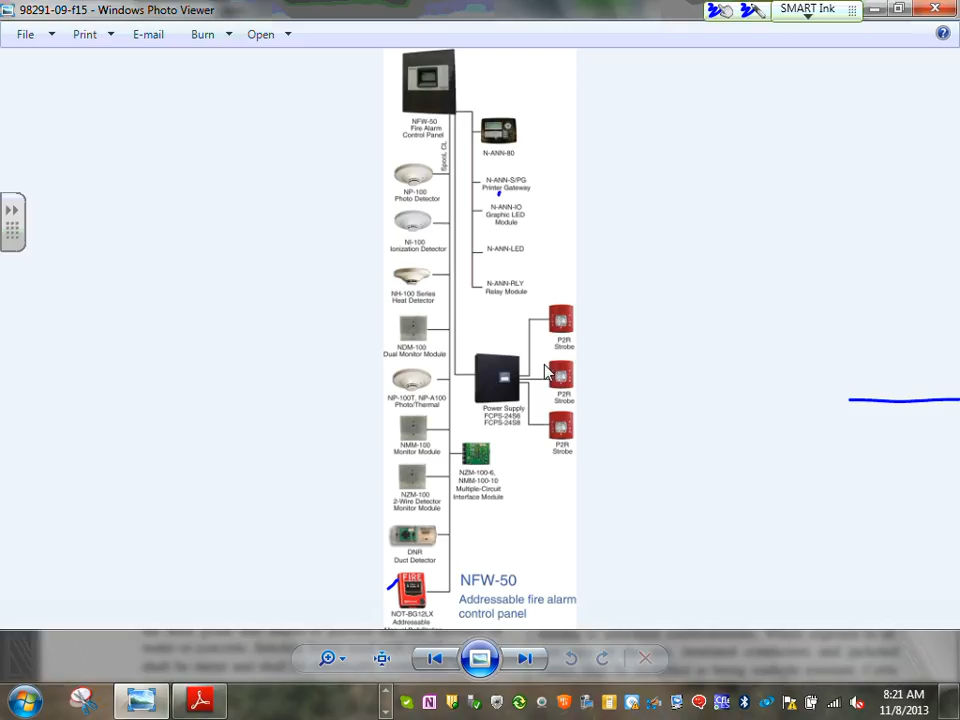 98291-09-f15 - Windows Photo Viewer
SMART Ink
File
Print
E-mail
Burn
Open
NFW-50
Fire Alarm
Control Panel
N-ANN-80
N-ANN-S/PG
Printer Gateway
N-ANN-IO
Graphic LED
Module
N-ANN-LED
N-ANN-RLY
Relay Module
NP-100
Photo Detector
NI-100
Ionization Detector
NH-100 Series
Heat Detector
NDM-100
Dual Monitor Module
NP-100T, NP-A100
Photo/Thermal
NMM-100
Monitor Module
NZM-100
2-Wire Detector
Monitor Module
DNR
Duct Detector
FIRE
NOT-BG12LX
Addressable
P2R
Strobe
P2R
Strobe
P2R
Strobe
Power Supply
FCPS-24S6
FCPS-24S8
NZM-100-6,
NMM-100-10
Multiple-Circuit
Interface Module
NFW-50
Addressable fire alarm
control panel
8:21 AM
11/8/2013